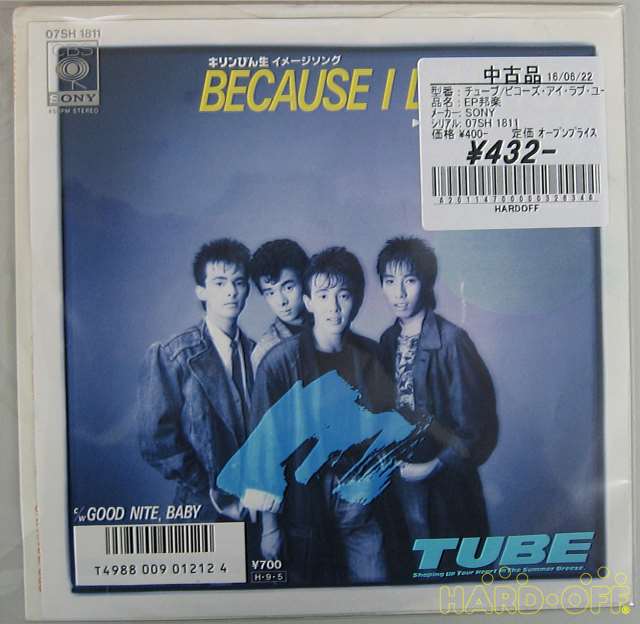 07SH 1811
CBS
SONY
45RPM STEREO
キリンびん生 イメージソング
BECAUSE I
中古品 16/06/22
型番:チューブ/ビコーズ・アイ・ラブ・ユー
品名:EP邦楽
メーカー:SONY
シリアル:07SH 1811
価格:¥400- 定価 オープンプライス
¥432-
HARDOFF
c/w GOOD NITE, BABY
T4988 009 01212 4
¥700
H・9・5
TUBE
Shaping Up Your Heart In the Summer Breeze.
HARD・OFF